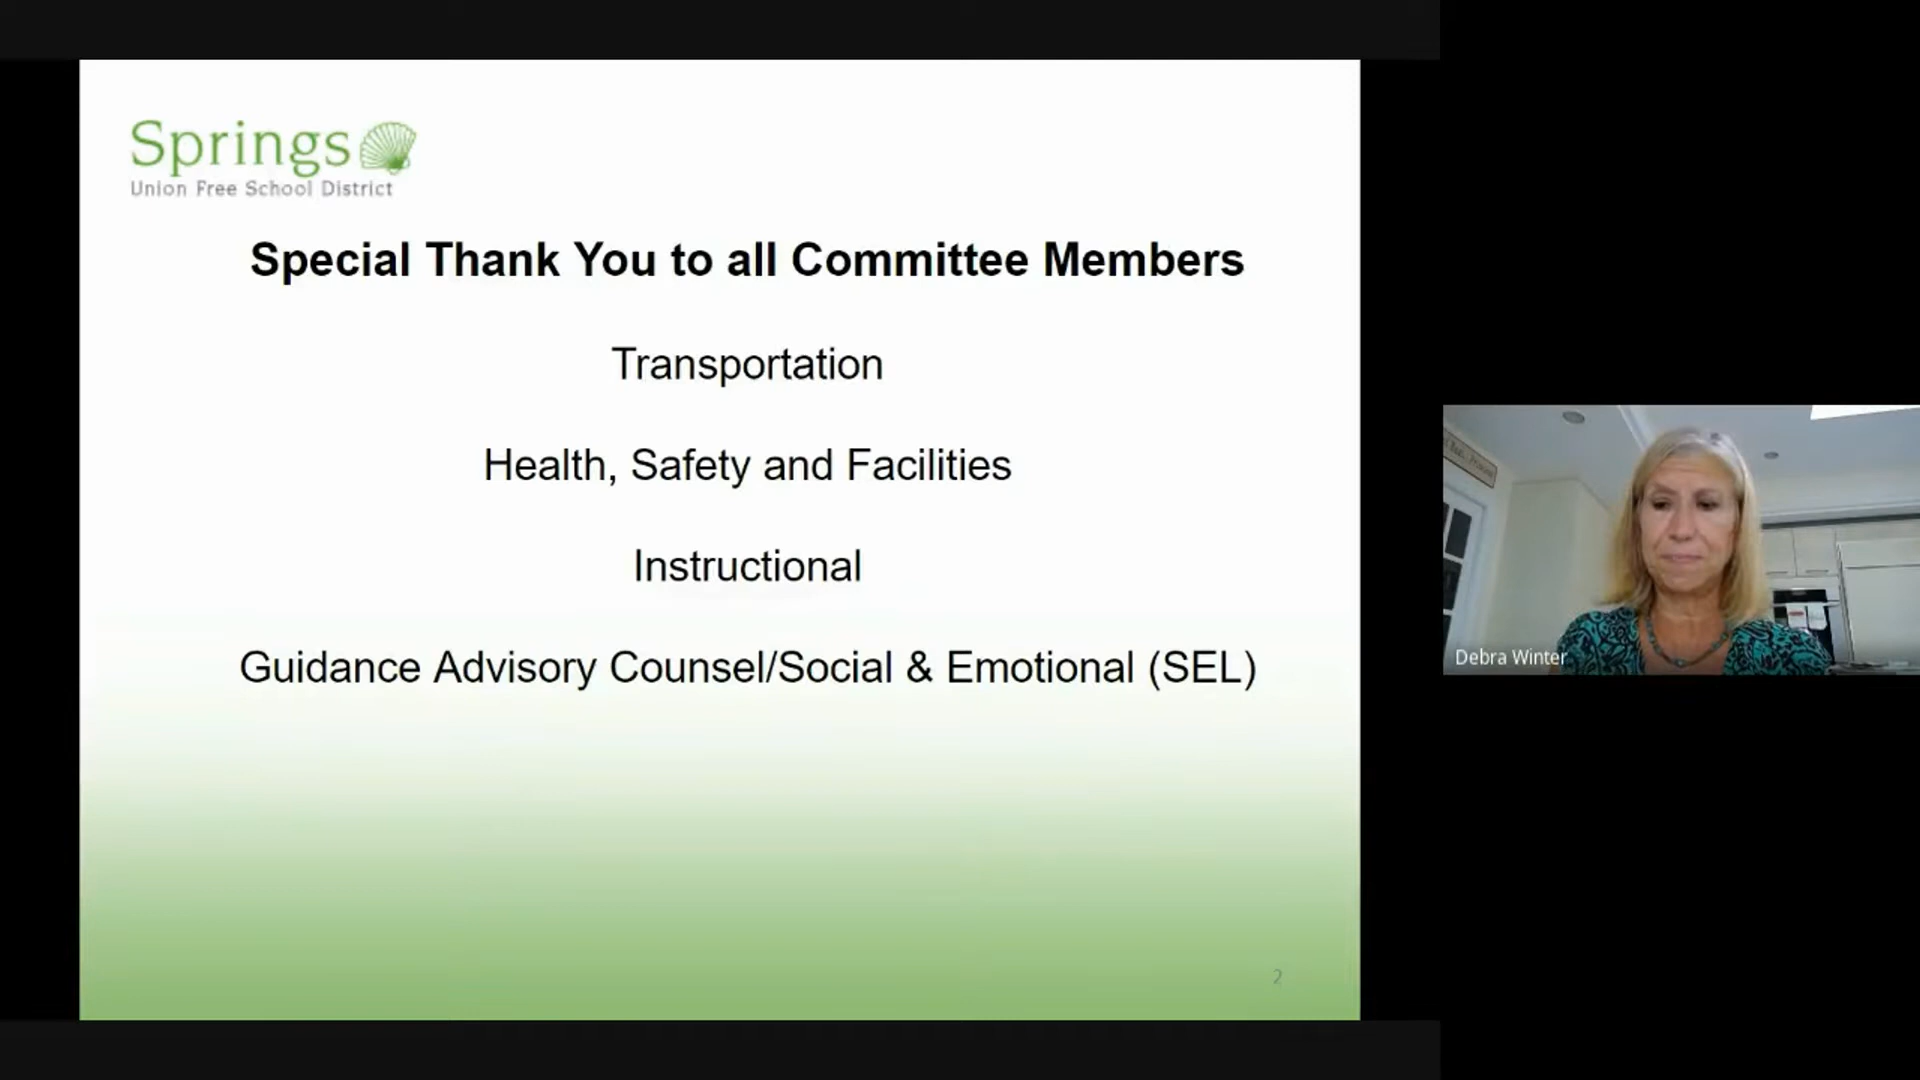 Springs
Union Free School District
Special Thank You to all Committee Members
Transportation
Health, Safety and Facilities
Instructional
Guidance Advisory Counsel/Social & Emotional (SEL)
2
Debra Winter